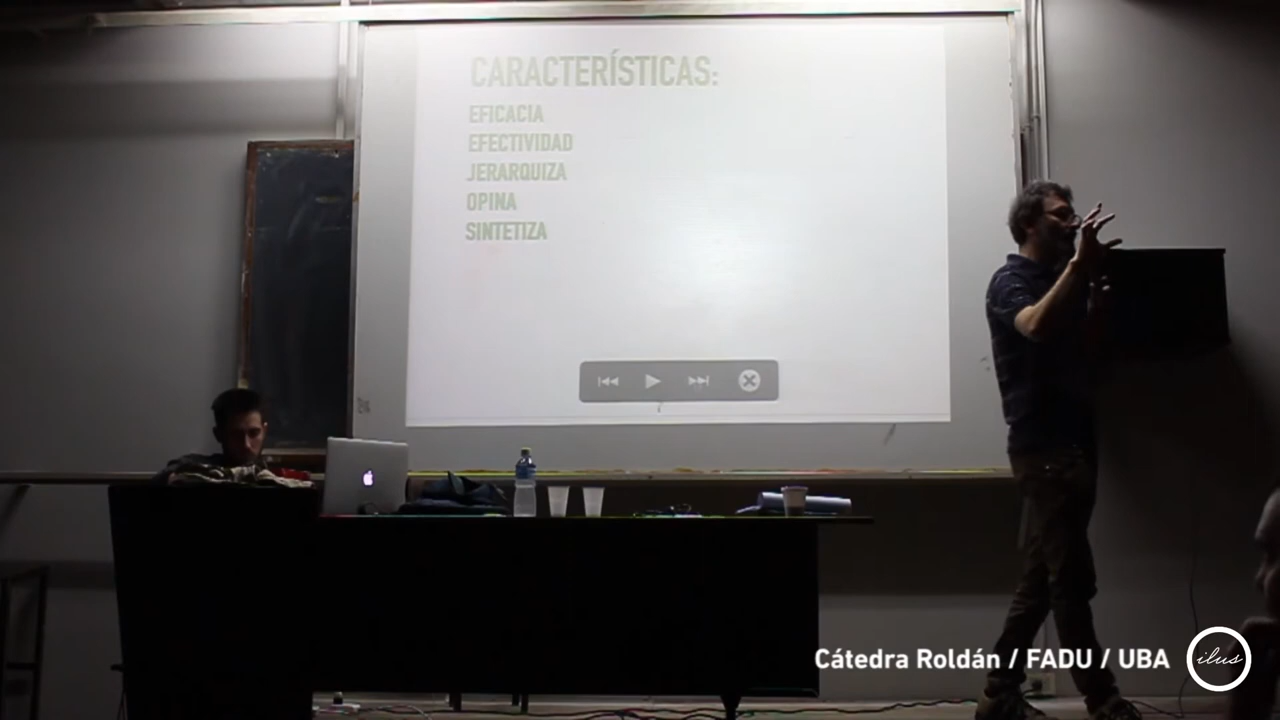 CARACTERÍSTICAS:
EFICACIA
EFECTIVIDAD
JERARQUIZA
OPINA
SINTETIZA
Cátedra Roldán / FADU / UBA
ilus